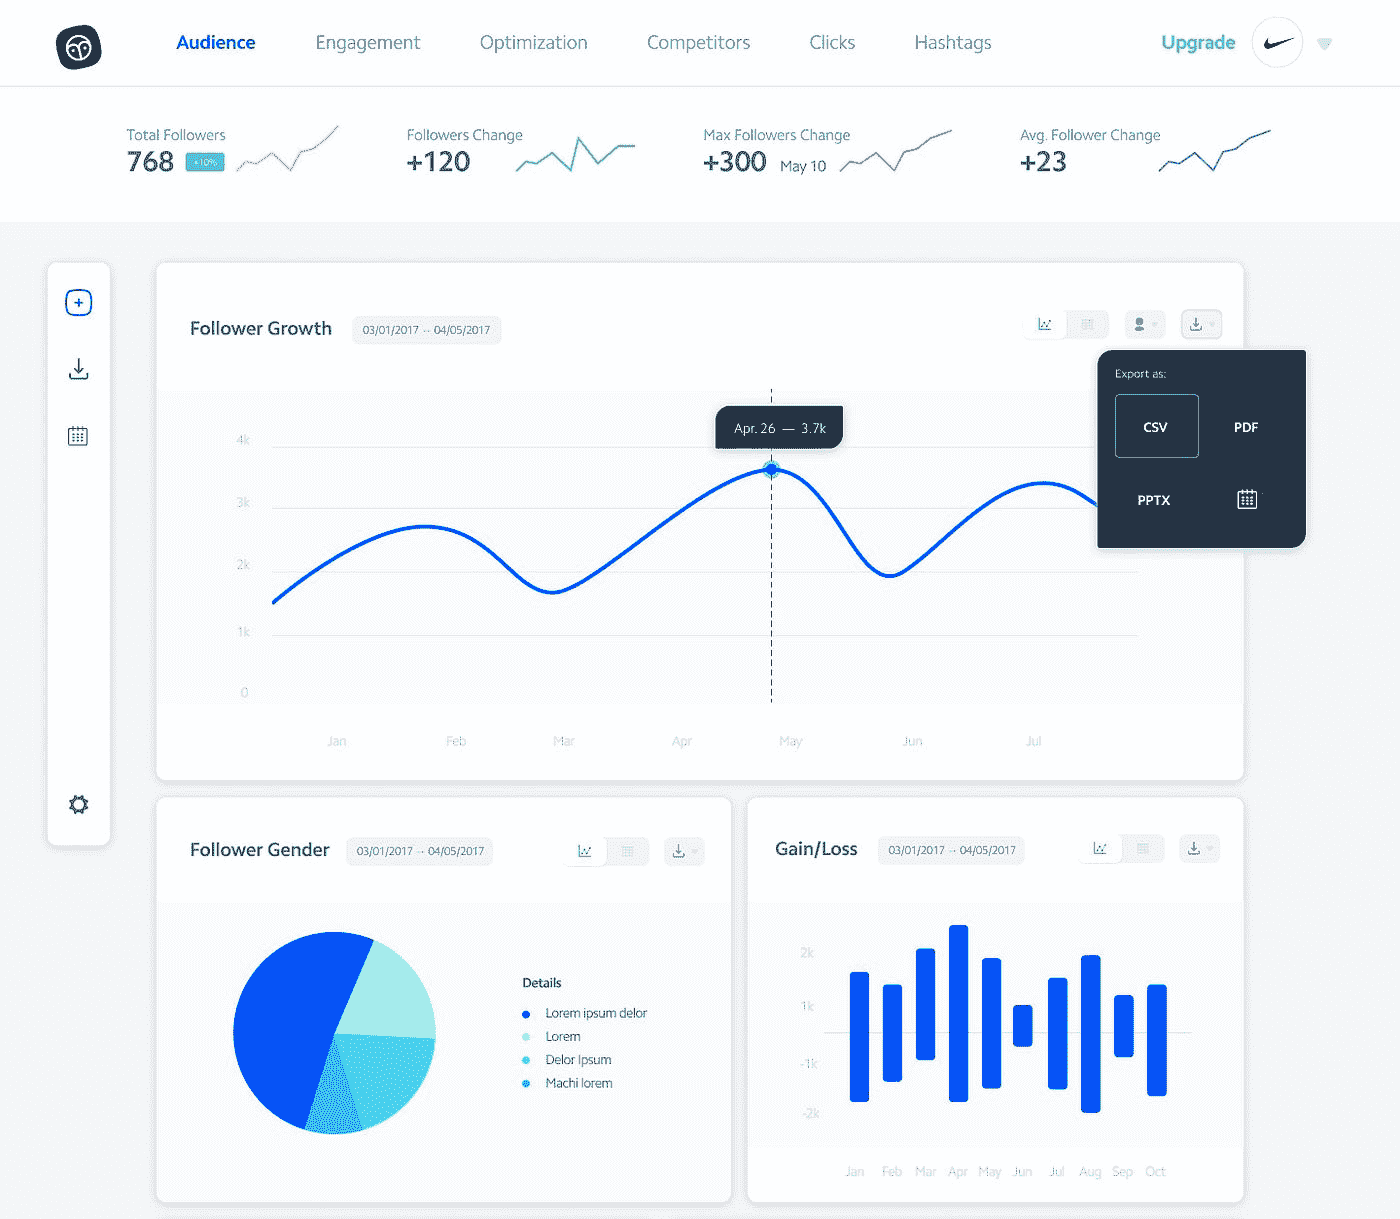 Audience Engagement Optimization Competitors Clicks Hashtags Upgrade
Total Followers
768 +10%
Followers Change
+120
Max Followers Change
+300 May 10
Avg. Follower Change
+23
Follower Growth 03/01/2017 -- 04/05/2017
Export as:
CSV PDF
PPTX
Apr. 26 — 3.7k
4k
3k
2k
1k
0
Jan Feb Mar Apr May Jun Jul
Follower Gender 03/01/2017 -- 04/05/2017
Details
Lorem ipsum delor
Lorem
Delor Ipsum
Machi lorem
Gain/Loss 03/01/2017 -- 04/05/2017
2k
1k
-1k
-2k
Jan Feb Mar Apr May Jun Jul Aug Sep Oct